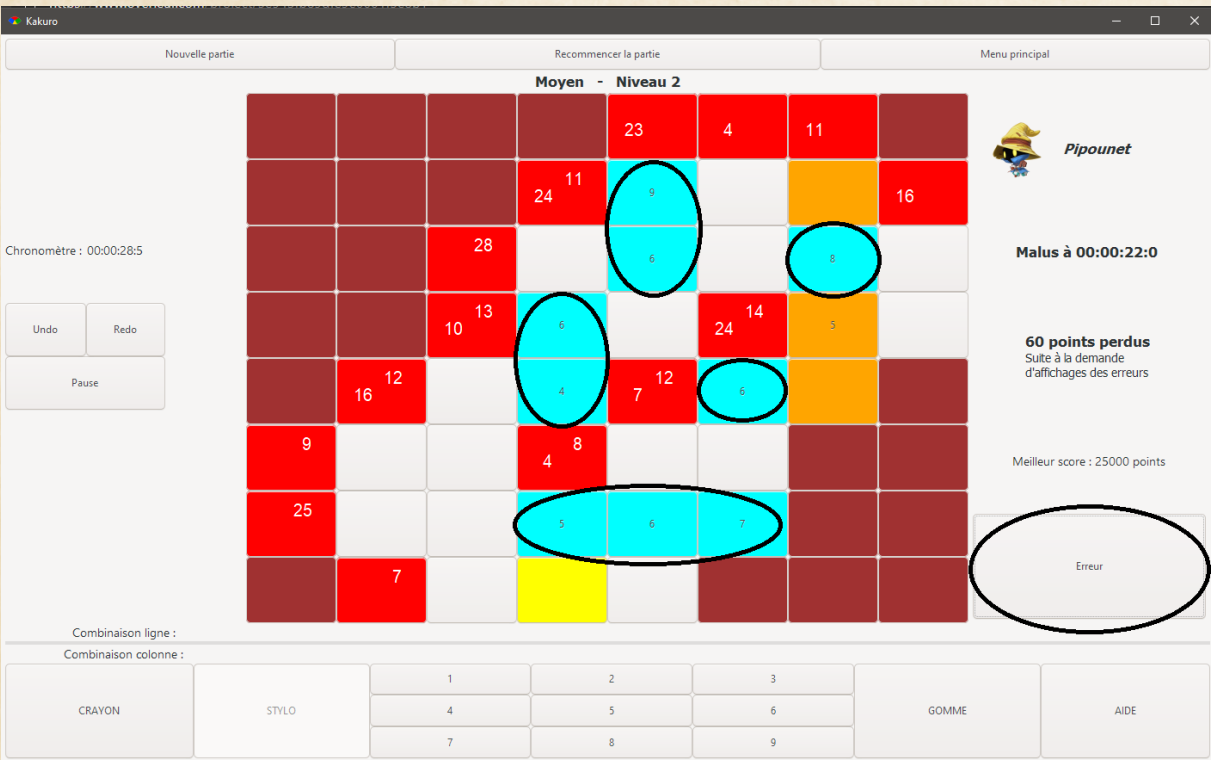 Kakuro
Nouvelle partie Recommencer la partie Menu principal
Moyen - Niveau 2
23 4 11
Pipounet
11
24 9 16
Chronomètre : 00:00:28:5
28 6 8
Malus à 00:00:22:0
Undo Redo
13 14
10 6 24 5
60 points perdus
Suite à la demande
d'affichages des erreurs
Pause
12 12
16 4 7 6
9 8
4
Meilleur score : 25000 points
25 5 6 7
Erreur
7
Combinaison ligne :
Combinaison colonne :
CRAYON STYLO 1 2 3 GOMME AIDE
4 5 6
7 8 9